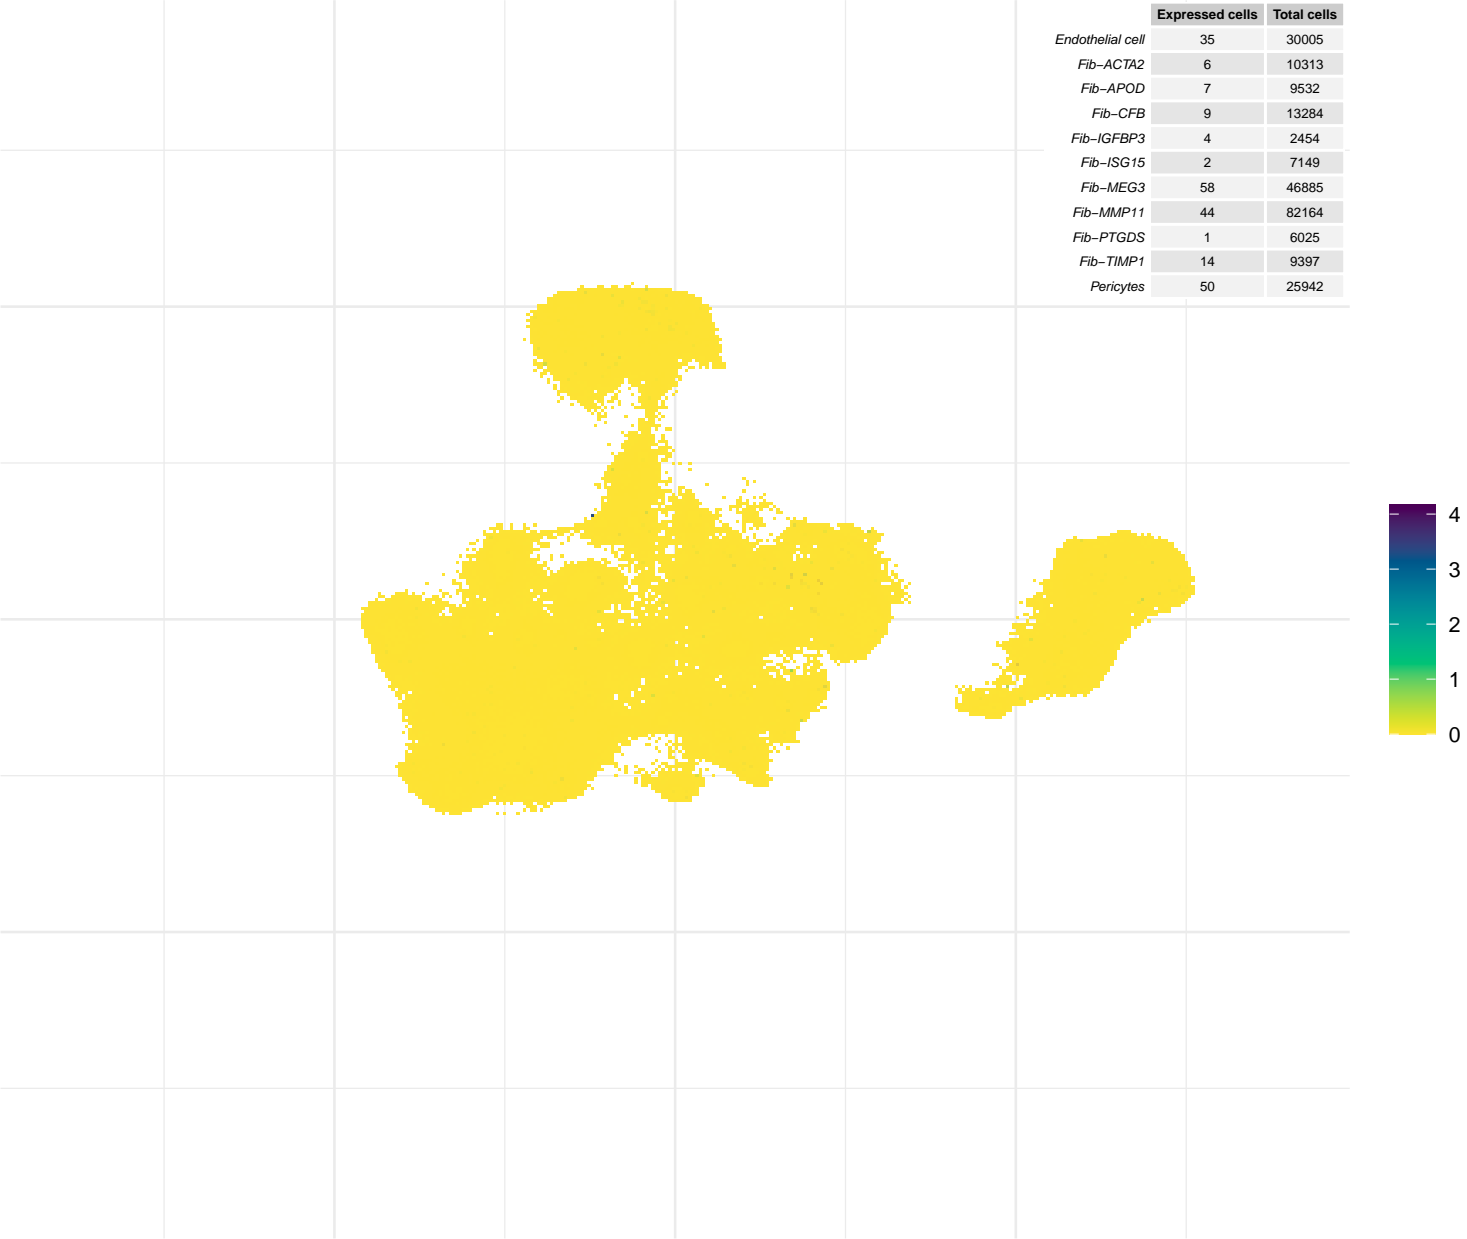 Expressed cells Total cells
Endothelial cell 35 30005
Fib−ACTA2 6 10313
Fib−APOD 7 9532
Fib−CFB 9 13284
Fib−IGFBP3 4 2454
Fib−ISG15 2 7149
Fib−MEG3 58 46885
Fib−MMP11 44 82164
Fib−PTGDS 1 6025
Fib−TIMP1 14 9397
Pericytes 50 25942
4
3
2
1
0